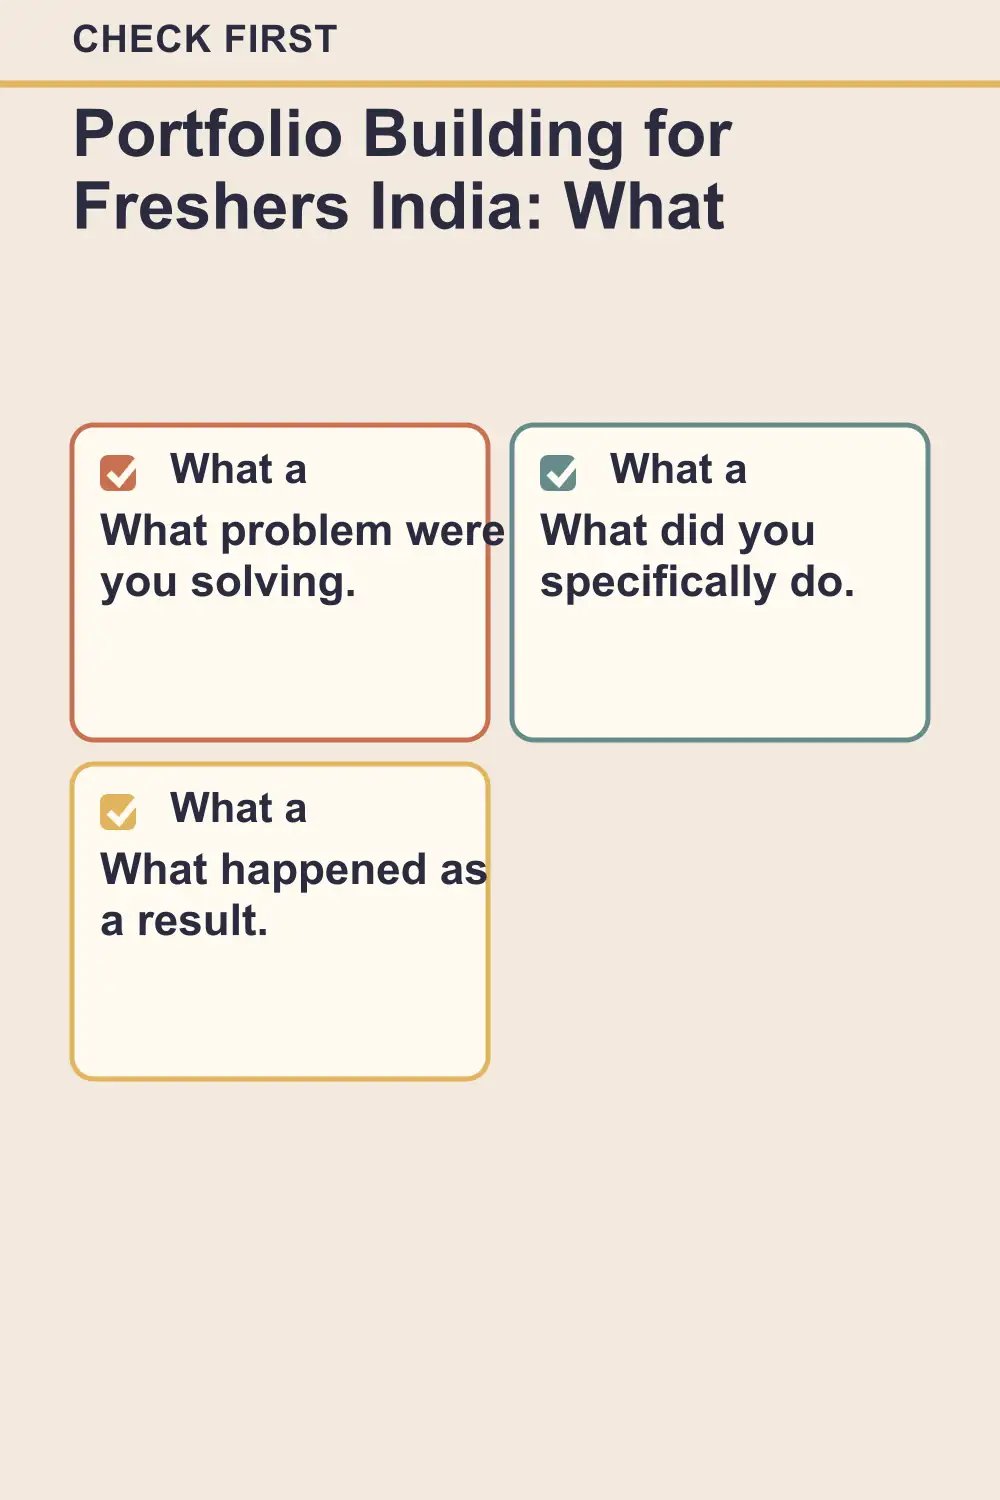 CHECK FIRST
Portfolio Building for
Freshers India: What
What a
What problem were
you solving.
What a
What did you
specifically do.
What a
What happened as
a result.